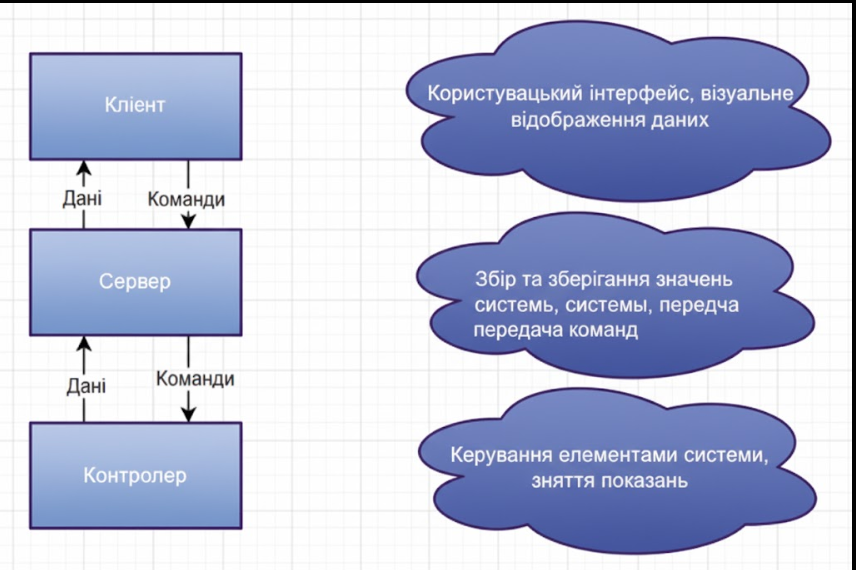 Клієнт
Користувацький інтерфейс, візуальне
відображення даних
Дані
Команди
Сервер
Збір та зберігання значень
системь, системы, передча
передача команд
Дані
Команди
Контролер
Керування елементами системи,
зняття показань